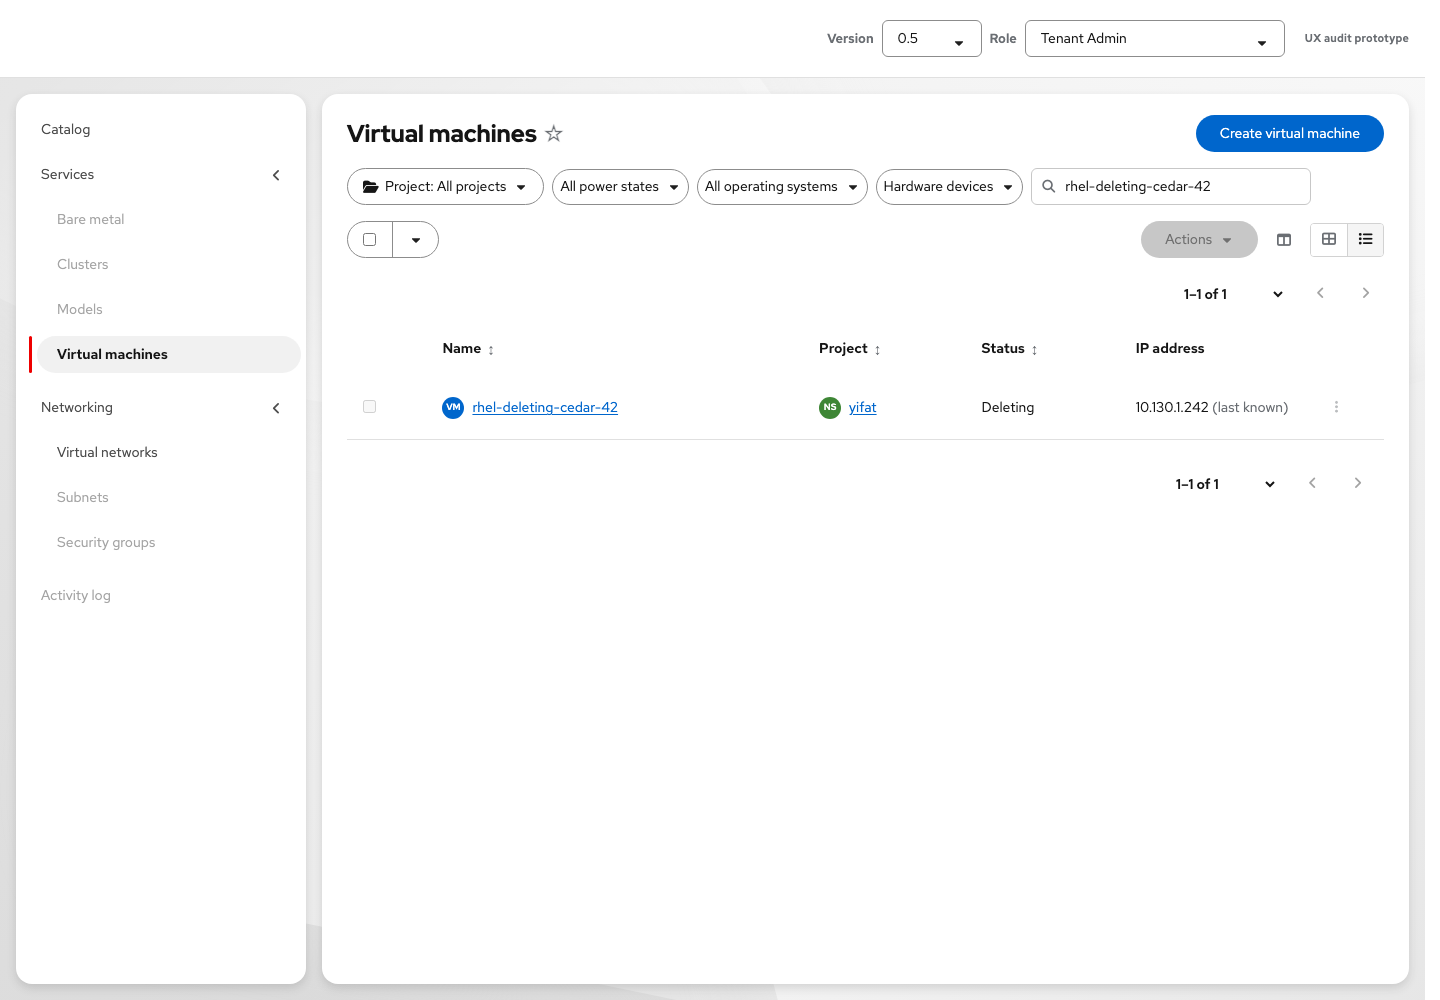 Version 0.5 Role Tenant Admin UX audit prototype
Catalog
Services
Bare metal
Clusters
Models
Virtual machines
Networking
Virtual networks
Subnets
Security groups
Activity log
Virtual machines
Create virtual machine
Project: All projects All power states All operating systems Hardware devices rhel-deleting-cedar-42
Actions
1–1 of 1
Name Project Status IP address
VM rhel-deleting-cedar-42 NS yifat Deleting 10.130.1.242 (last known)
1–1 of 1